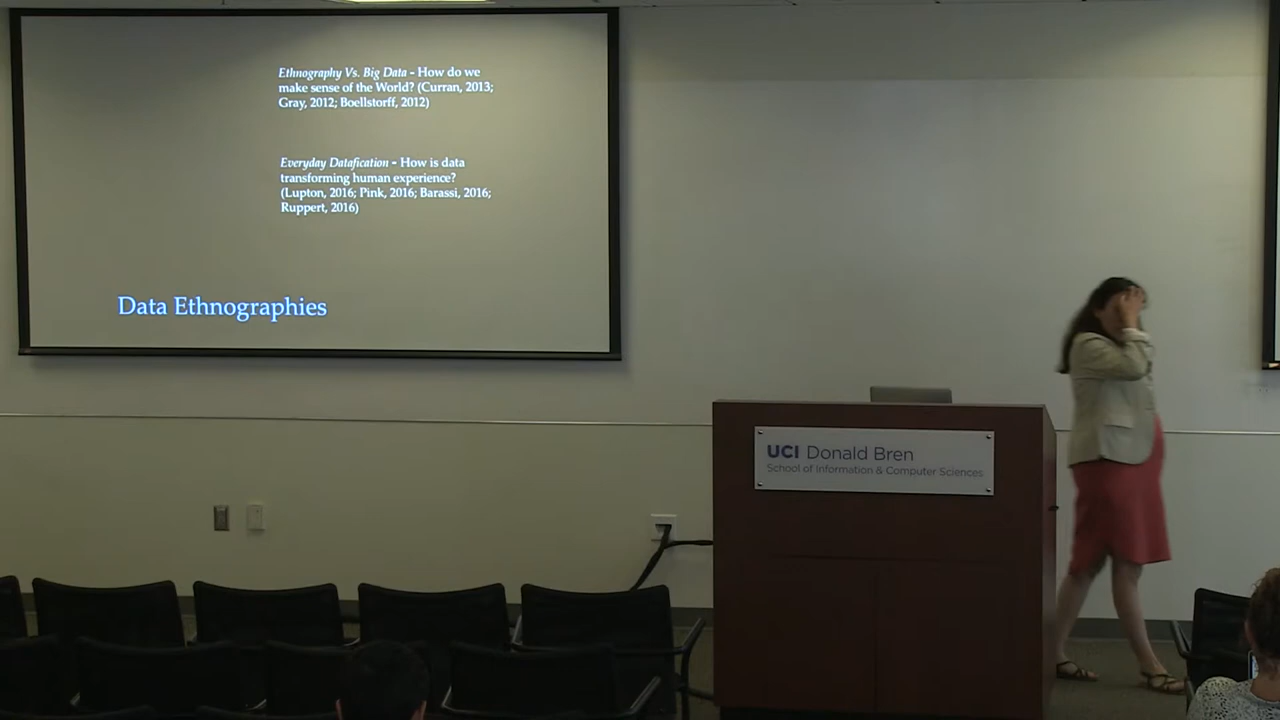 Ethnography Vs. Big Data - How do we
make sense of the World? (Curran, 2013;
Gray, 2012; Boellstorff, 2012)
Everyday Datafication - How is data
transforming human experience?
(Lupton, 2016; Pink, 2016; Barassi, 2016;
Ruppert, 2016)
Data Ethnographies
UCI Donald Bren
School of Information & Computer Sciences